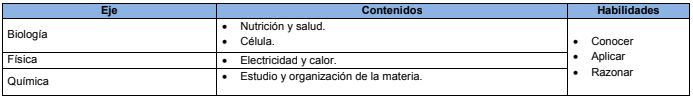 Eje Contenidos Habilidades
Biología
• Nutrición y salud.
• Célula.
Física
• Electricidad y calor.
Química
• Estudio y organización de la materia.
• Conocer
• Aplicar
• Razonar